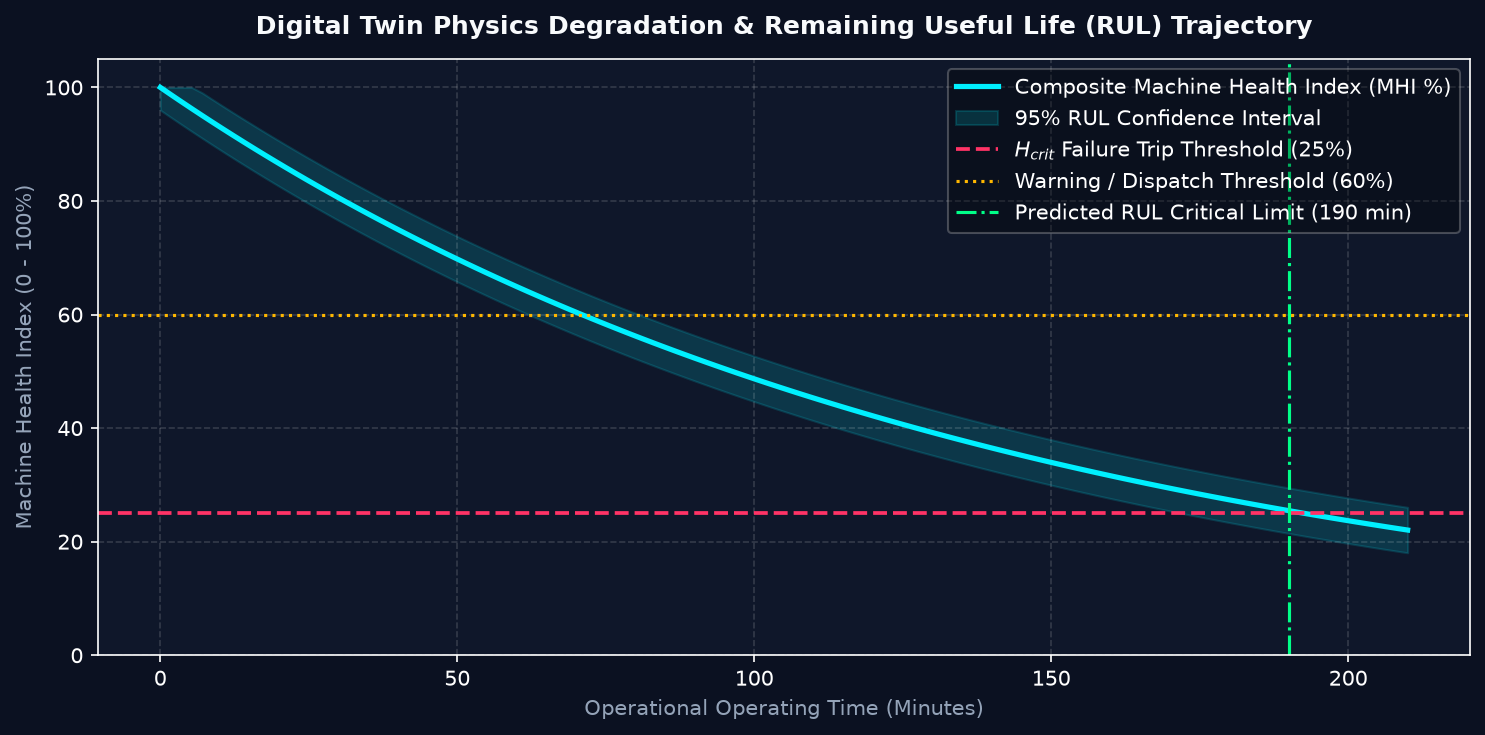 Digital Twin Physics Degradation & Remaining Useful Life (RUL) Trajectory
Composite Machine Health Index (MHI %)
95% RUL Confidence Interval
H_crit Failure Trip Threshold (25%)
Warning / Dispatch Threshold (60%)
Predicted RUL Critical Limit (190 min)
Machine Health Index (0 - 100%)
100
80
60
40
20
0
0 50 100 150 200
Operational Operating Time (Minutes)